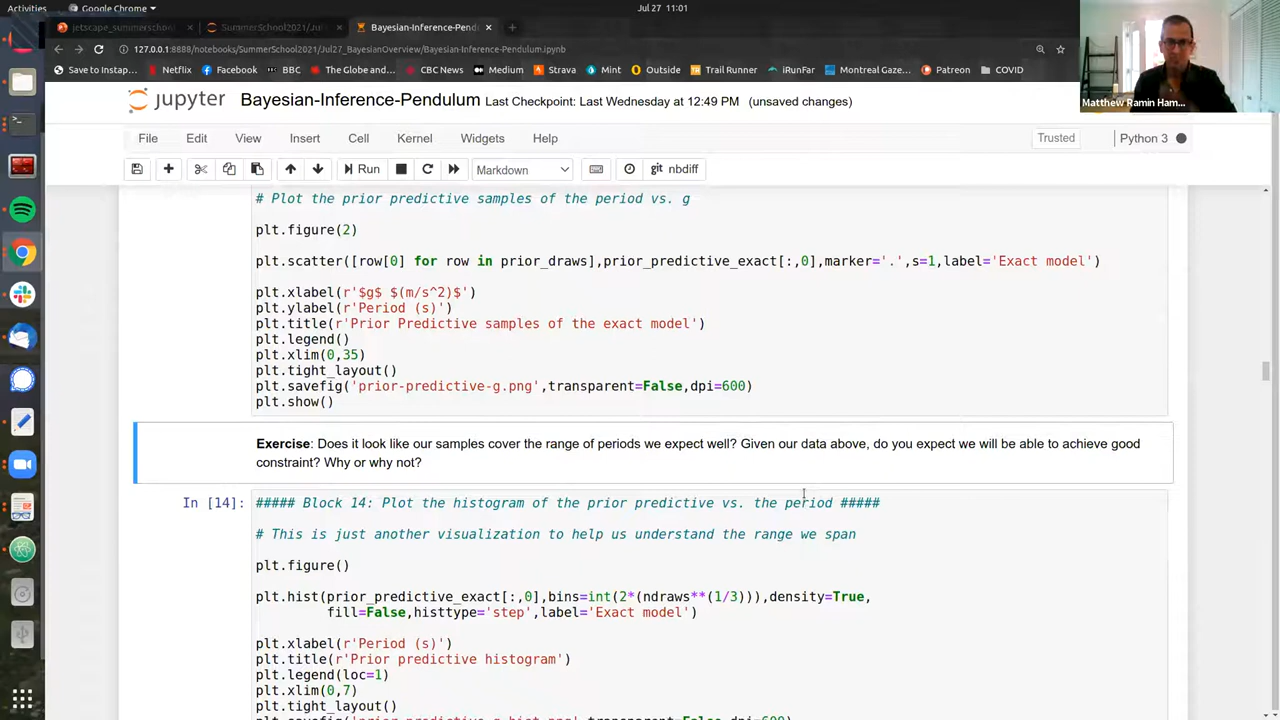 Activities
Google Chrome
Jul 27 11:01
jetscape_summerschoo
SummerSchool2021/Jul
Bayesian-Inference-Pend
127.0.0.1:8888/notebooks/SummerSchool2021/Jul27_BayesianOverview/Bayesian-Inference-Pendulum.ipynb
Save to Instap... Netflix Facebook BBC The Globe and... CBC News Medium Strava Mint Outside Trail Runner iRunFar Montreal Gaze... Patreon COVID
Matthew Ramin Ham...
jupyter Bayesian-Inference-Pendulum Last Checkpoint: Last Wednesday at 12:49 PM (unsaved changes)
File Edit View Insert Cell Kernel Widgets Help Trusted Python 3
Run Markdown git nbdiff
# Plot the prior predictive samples of the period vs. g
plt.figure(2)
plt.scatter([row[0] for row in prior_draws],prior_predictive_exact[:,0],marker='.',s=1,label='Exact model')
plt.xlabel(r'$g$ $(m/s^2)$')
plt.ylabel(r'Period (s)')
plt.title(r'Prior Predictive samples of the exact model')
plt.legend()
plt.xlim(0,35)
plt.tight_layout()
plt.savefig('prior-predictive-g.png',transparent=False,dpi=600)
plt.show()
Exercise: Does it look like our samples cover the range of periods we expect well? Given our data above, do you expect we will be able to achieve good
constraint? Why or why not?
In [14]: ##### Block 14: Plot the histogram of the prior predictive vs. the period #####
# This is just another visualization to help us understand the range we span
plt.figure()
plt.hist(prior_predictive_exact[:,0],bins=int(2*(ndraws**(1/3))),density=True,
fill=False,histtype='step',label='Exact model')
plt.xlabel(r'Period (s)')
plt.title(r'Prior predictive histogram')
plt.legend(loc=1)
plt.xlim(0,7)
plt.tight_layout()